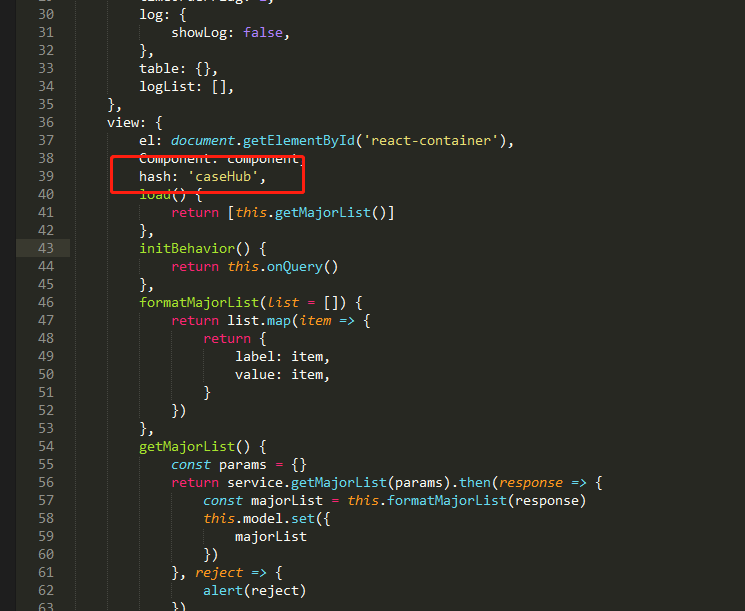 30 log: {
31 showLog: false,
32 },
33 table: {},
34 logList: [],
35 },
36 view: {
37 el: document.getElementById('react-container'),
38 Component: component,
39 hash: 'caseHub',
40 load() {
41 return [this.getMajorList()]
42 },
43 initBehavior() {
44 return this.onQuery()
45 },
46 formatMajorList(list = []) {
47 return list.map(item => {
48 return {
49 label: item,
50 value: item,
51 }
52 })
53 },
54 getMajorList() {
55 const params = {}
56 return service.getMajorList(params).then(response => {
57 const majorList = this.formatMajorList(response)
58 this.model.set({
59 majorList
60 })
61 }, reject => {
62 alert(reject)
63 })